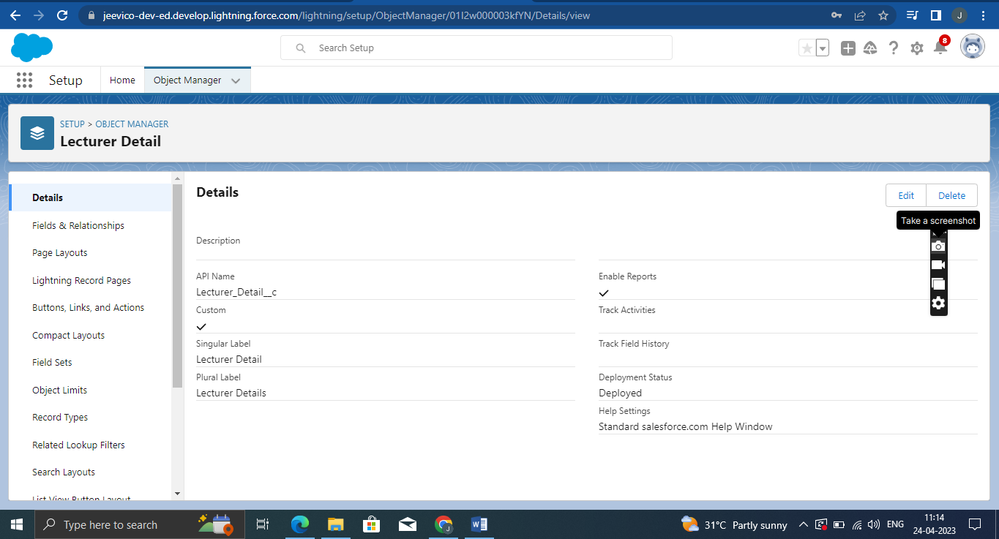 jeevico-dev-ed.develop.lightning.force.com/lightning/setup/ObjectManager/01I2w000003kfYN/Details/view
J
Search Setup
8
Setup
Home
Object Manager
SETUP > OBJECT MANAGER
Lecturer Detail
Details
Fields & Relationships
Page Layouts
Lightning Record Pages
Buttons, Links, and Actions
Compact Layouts
Field Sets
Object Limits
Record Types
Related Lookup Filters
Search Layouts
List View Button Layout
Details
Edit
Delete
Take a screenshot
Description
API Name
Lecturer_Detail__c
Custom
Singular Label
Lecturer Detail
Plural Label
Lecturer Details
Enable Reports
Track Activities
Track Field History
Deployment Status
Deployed
Help Settings
Standard salesforce.com Help Window
Type here to search
31°C Partly sunny
ENG
11:14
24-04-2023